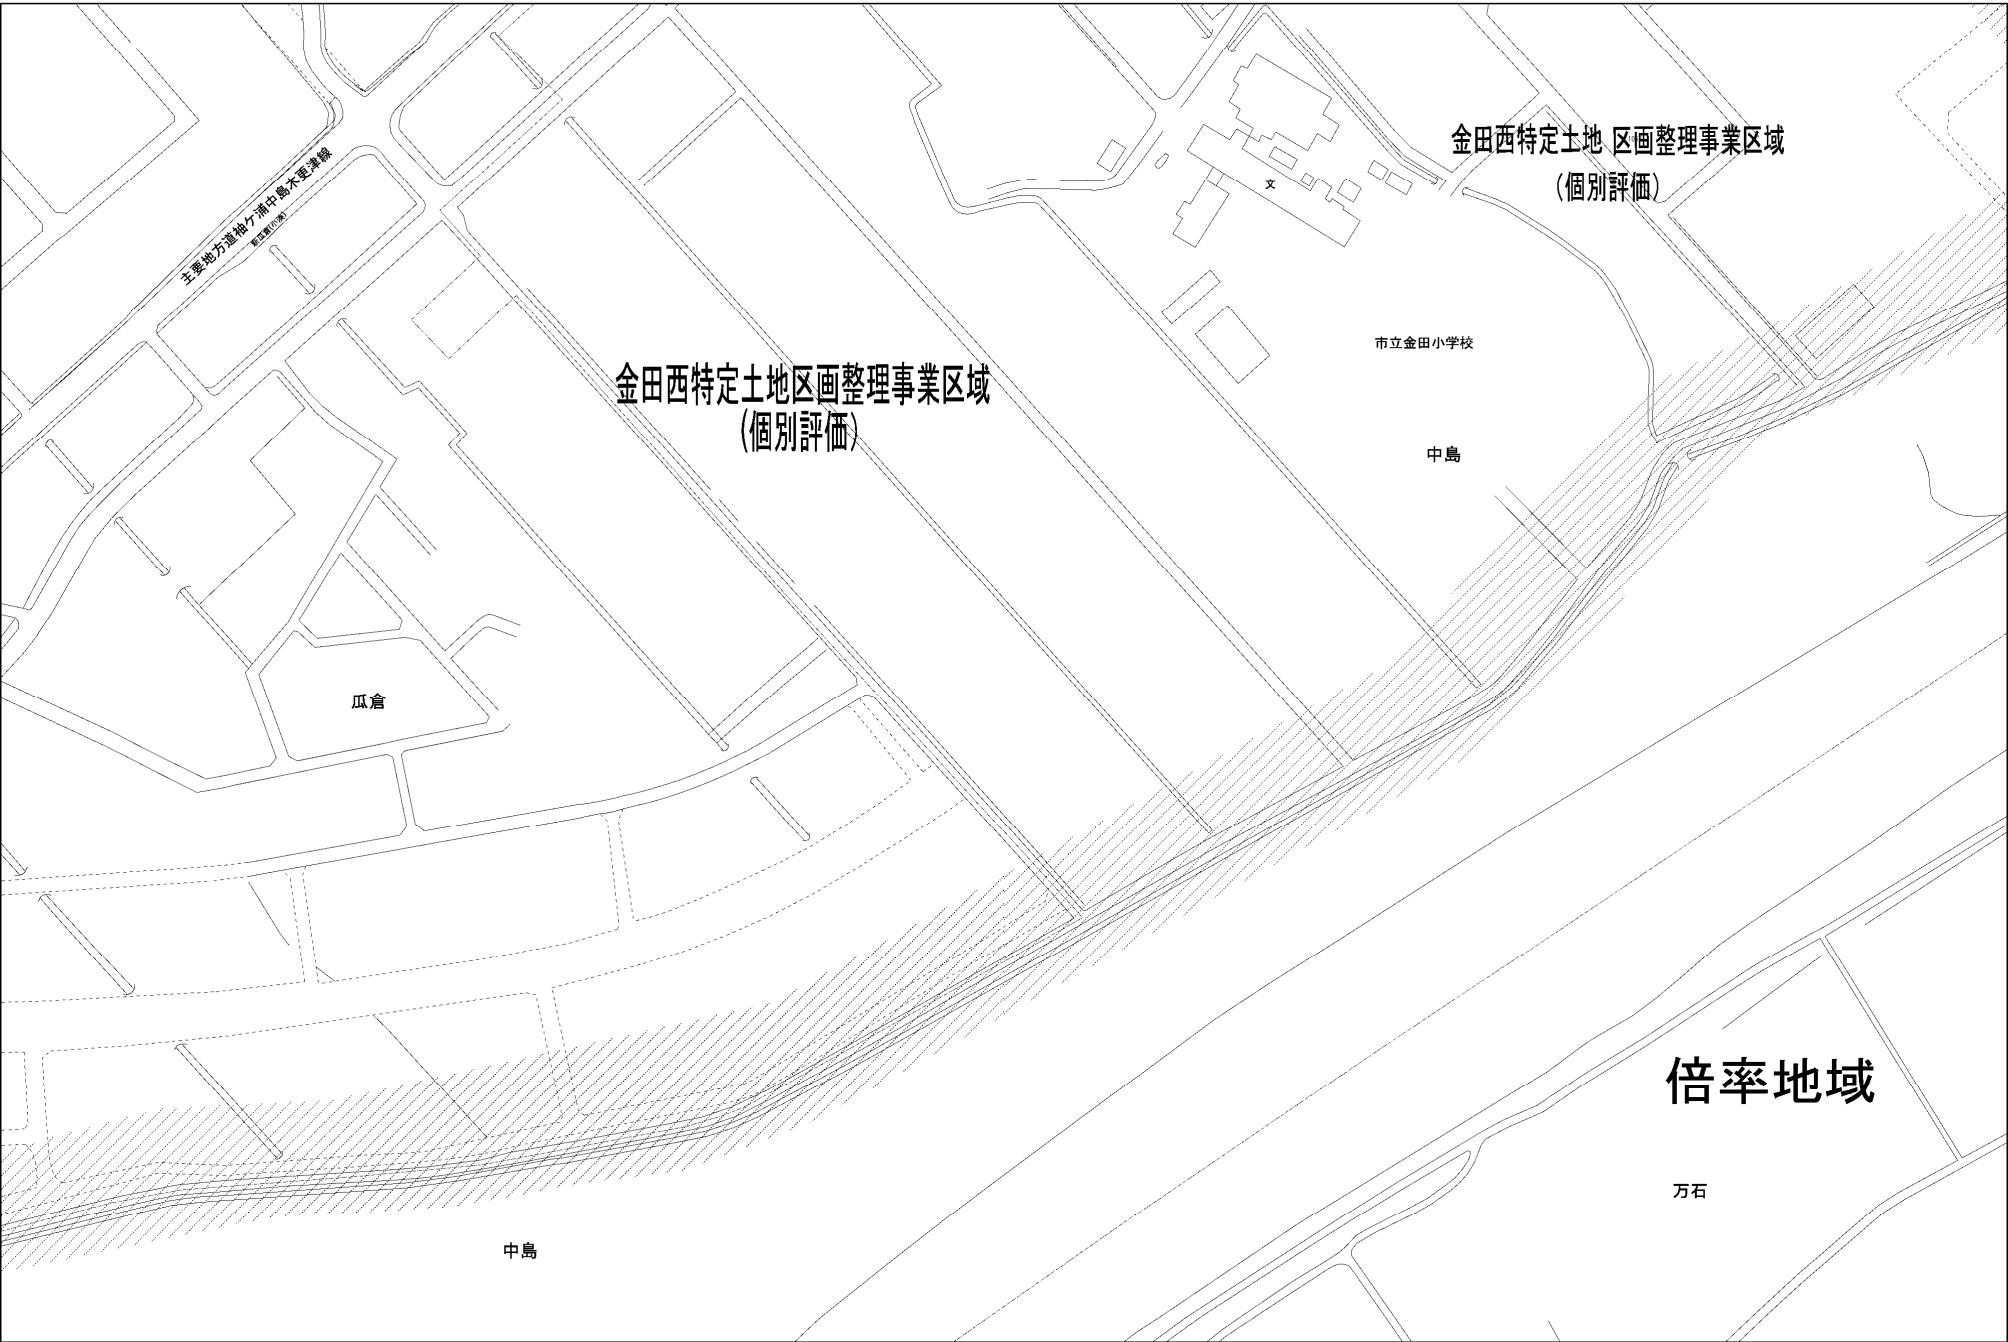 金田西特定土地 区画整理事業区域
(個別評価)
主要地方道袖ケ浦中島木更津線
文
市立金田小学校
金田西特定土地区画整理事業区域
(個別評価)
中島
瓜倉
倍率地域
万石
中島